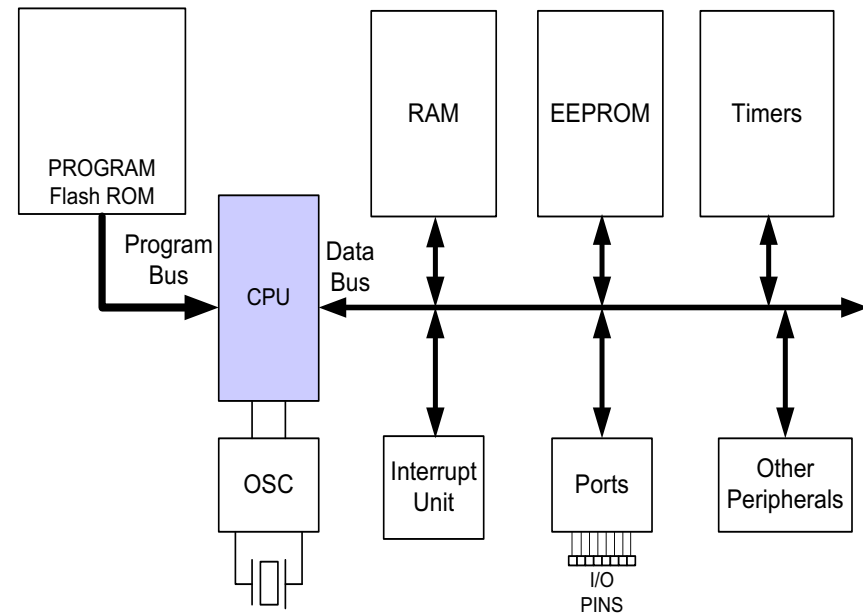 RAM
EEPROM
Timers
PROGRAM
Flash ROM
Program
Bus
CPU
Data
Bus
OSC
Interrupt
Unit
Ports
Other
Peripherals
I/O
PINS